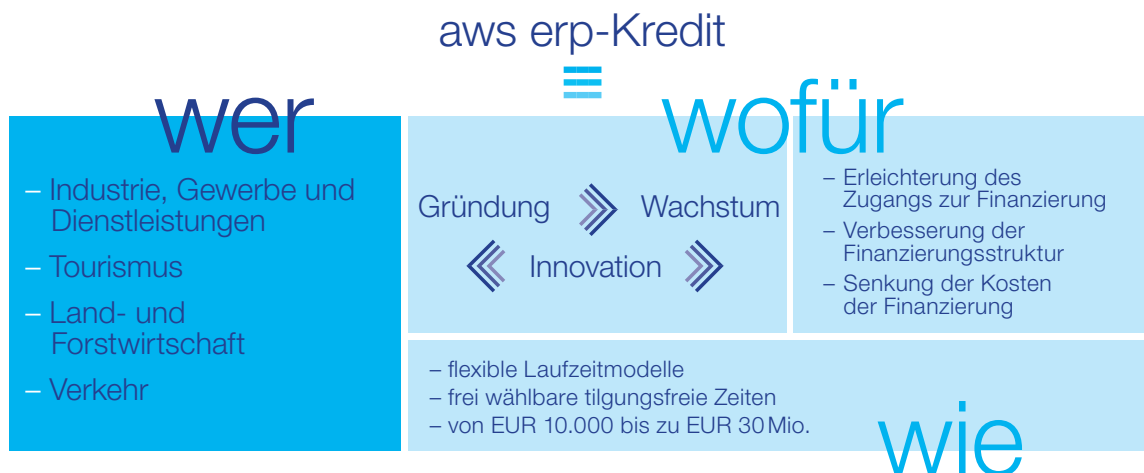 aws erp-Kredit
wer
– Industrie, Gewerbe und
Dienstleistungen
– Tourismus
– Land- und
Forstwirtschaft
– Verkehr
wofür
Gründung Wachstum
Innovation
– Erleichterung des
Zugangs zur Finanzierung
– Verbesserung der
Finanzierungsstruktur
– Senkung der Kosten
der Finanzierung
– flexible Laufzeitmodelle
– frei wählbare tilgungsfreie Zeiten
– von EUR 10.000 bis zu EUR 30 Mio.
wie